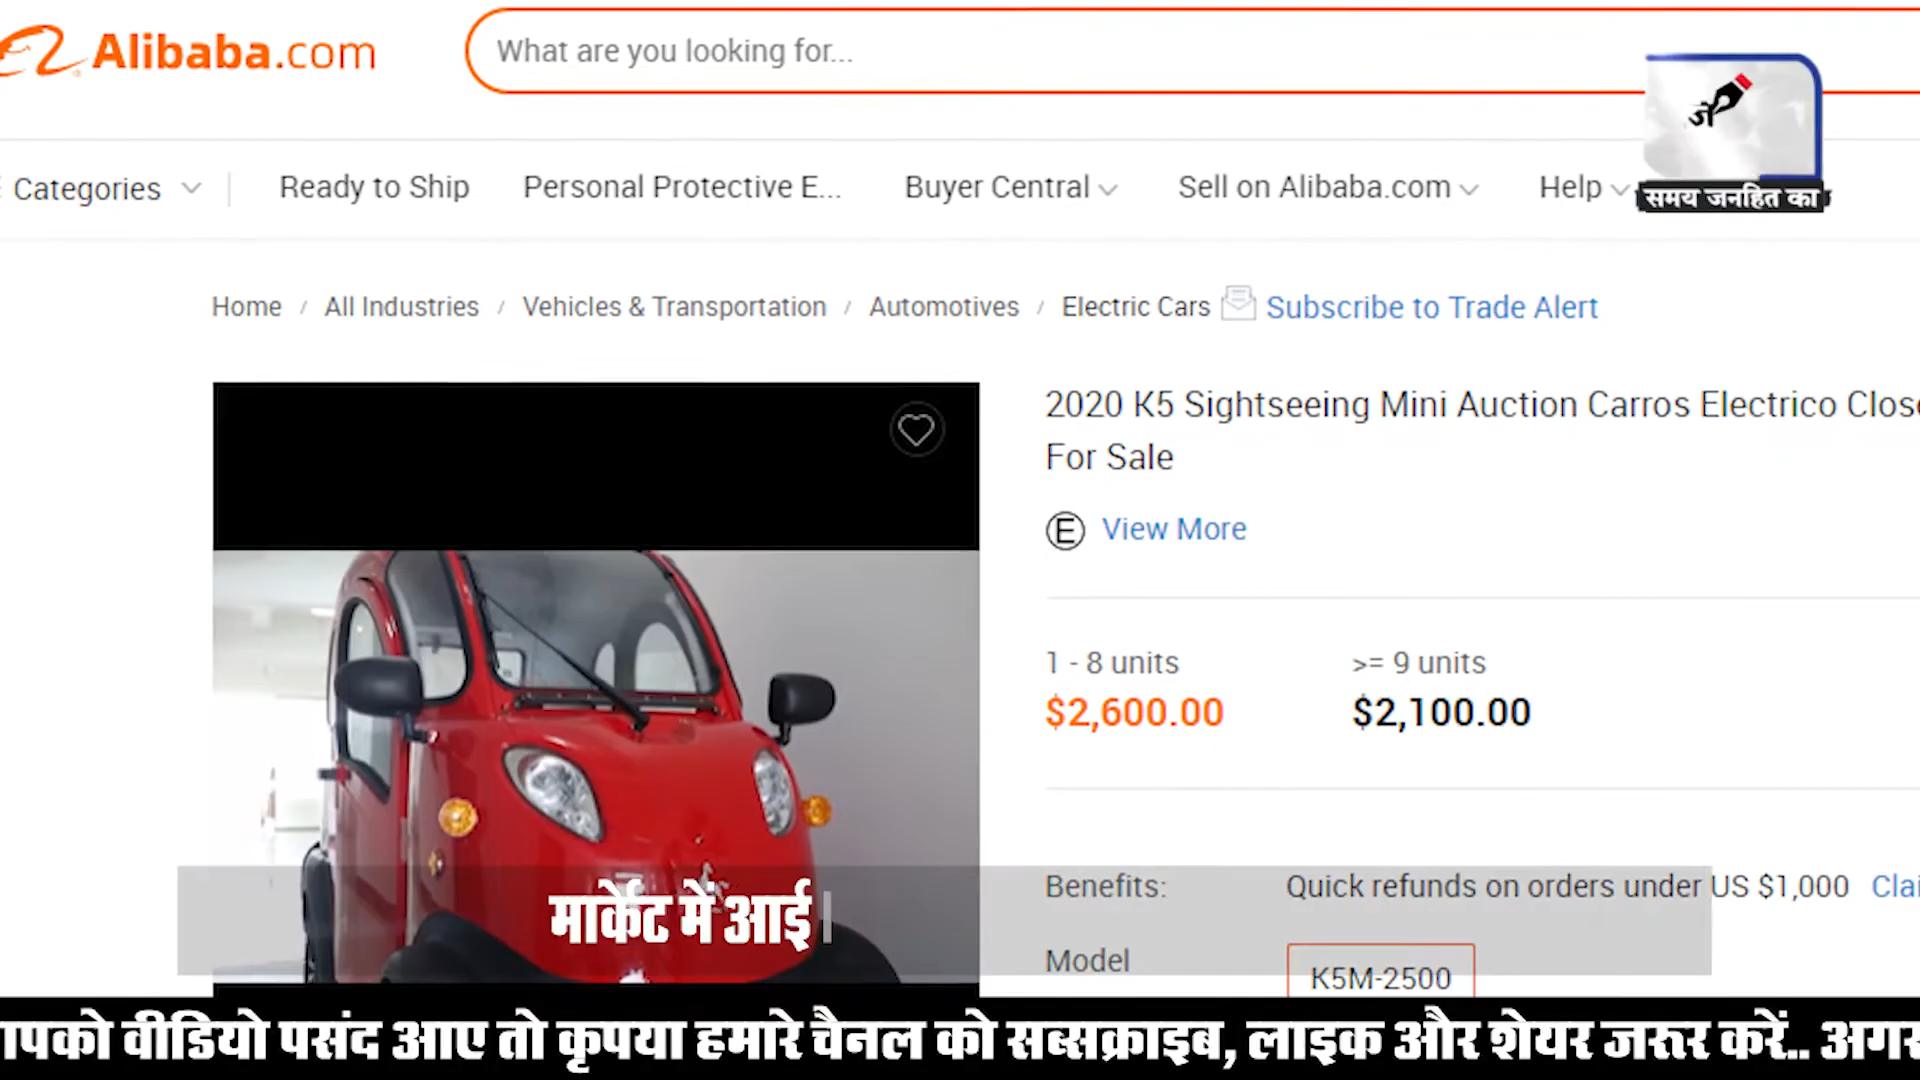 Alibaba.com
What are you looking for...
Categories
Ready to Ship
Personal Protective E...
Buyer Central
Sell on Alibaba.com
Help
समय जनहित का
Home / All Industries / Vehicles & Transportation / Automotives / Electric Cars
Subscribe to Trade Alert
2020 K5 Sightseeing Mini Auction Carros Electrico
For Sale
E View More
1 - 8 units
$2,600.00
>= 9 units
$2,100.00
Benefits: Quick refunds on orders under US $1,000
Model K5M-2500
मार्केट में आई
वीडियो पसंद आए तो कृपया हमारे चैनल को सब्सक्राइब, लाइक और शेयर जरूर करें..